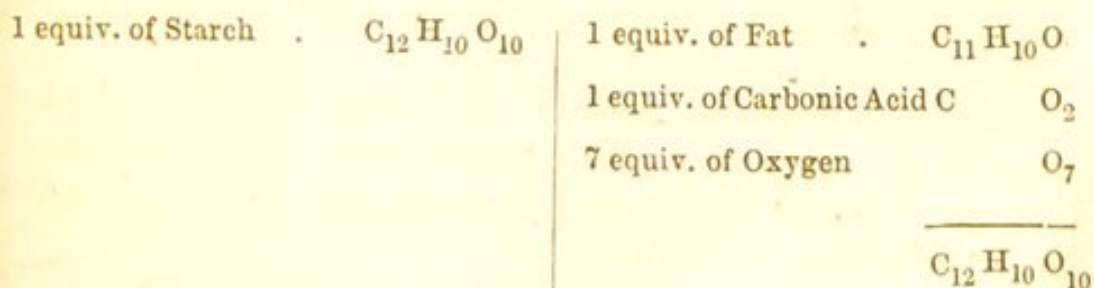 1 equiv. of Starch . C₁₂ H₁₀ O₁₀
1 equiv. of Fat . C₁₁ H₁₀ O
1 equiv. of Carbonic Acid C O₂
7 equiv. of Oxygen O₇
C₁₂ H₁₀ O₁₀